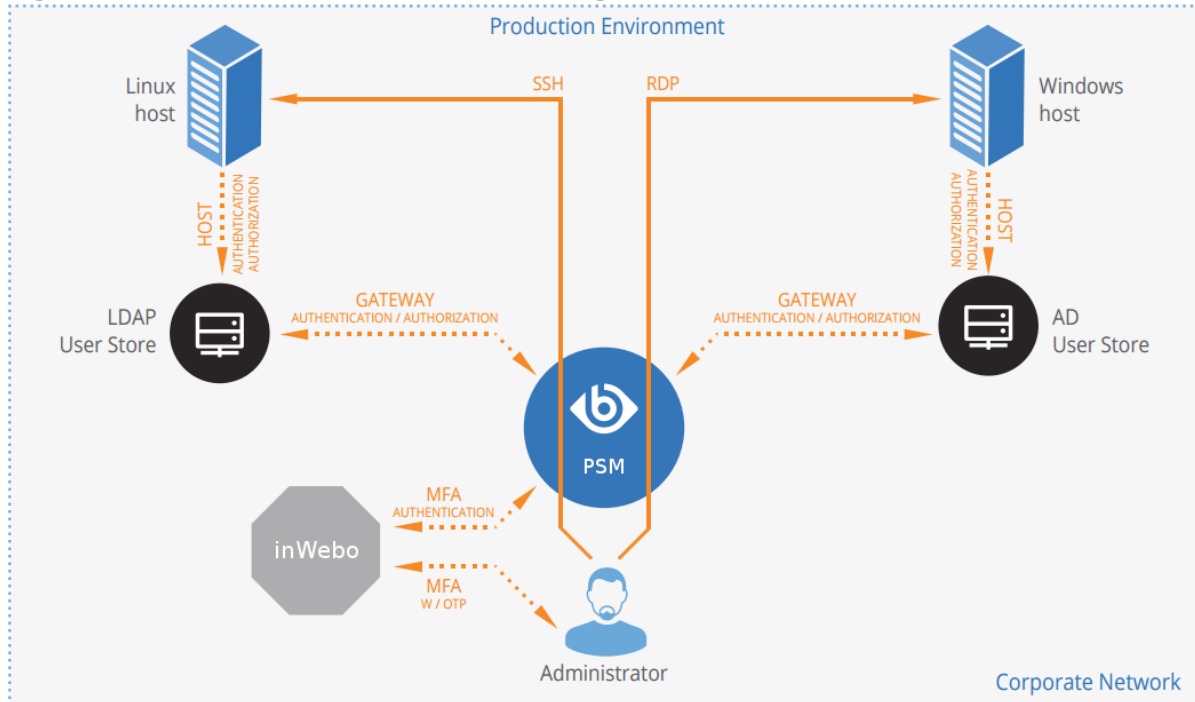 Production Environment
Linux
host
SSH
RDP
Windows
host
HOST
AUTHENTICATION
AUTHORIZATION
AUTHENTICATION
AUTHORIZATION
HOST
LDAP
User Store
GATEWAY
AUTHENTICATION / AUTHORIZATION
GATEWAY
AUTHENTICATION / AUTHORIZATION
AD
User Store
PSM
MFA
AUTHENTICATION
inWebo
MFA
W / OTP
Administrator
Corporate Network